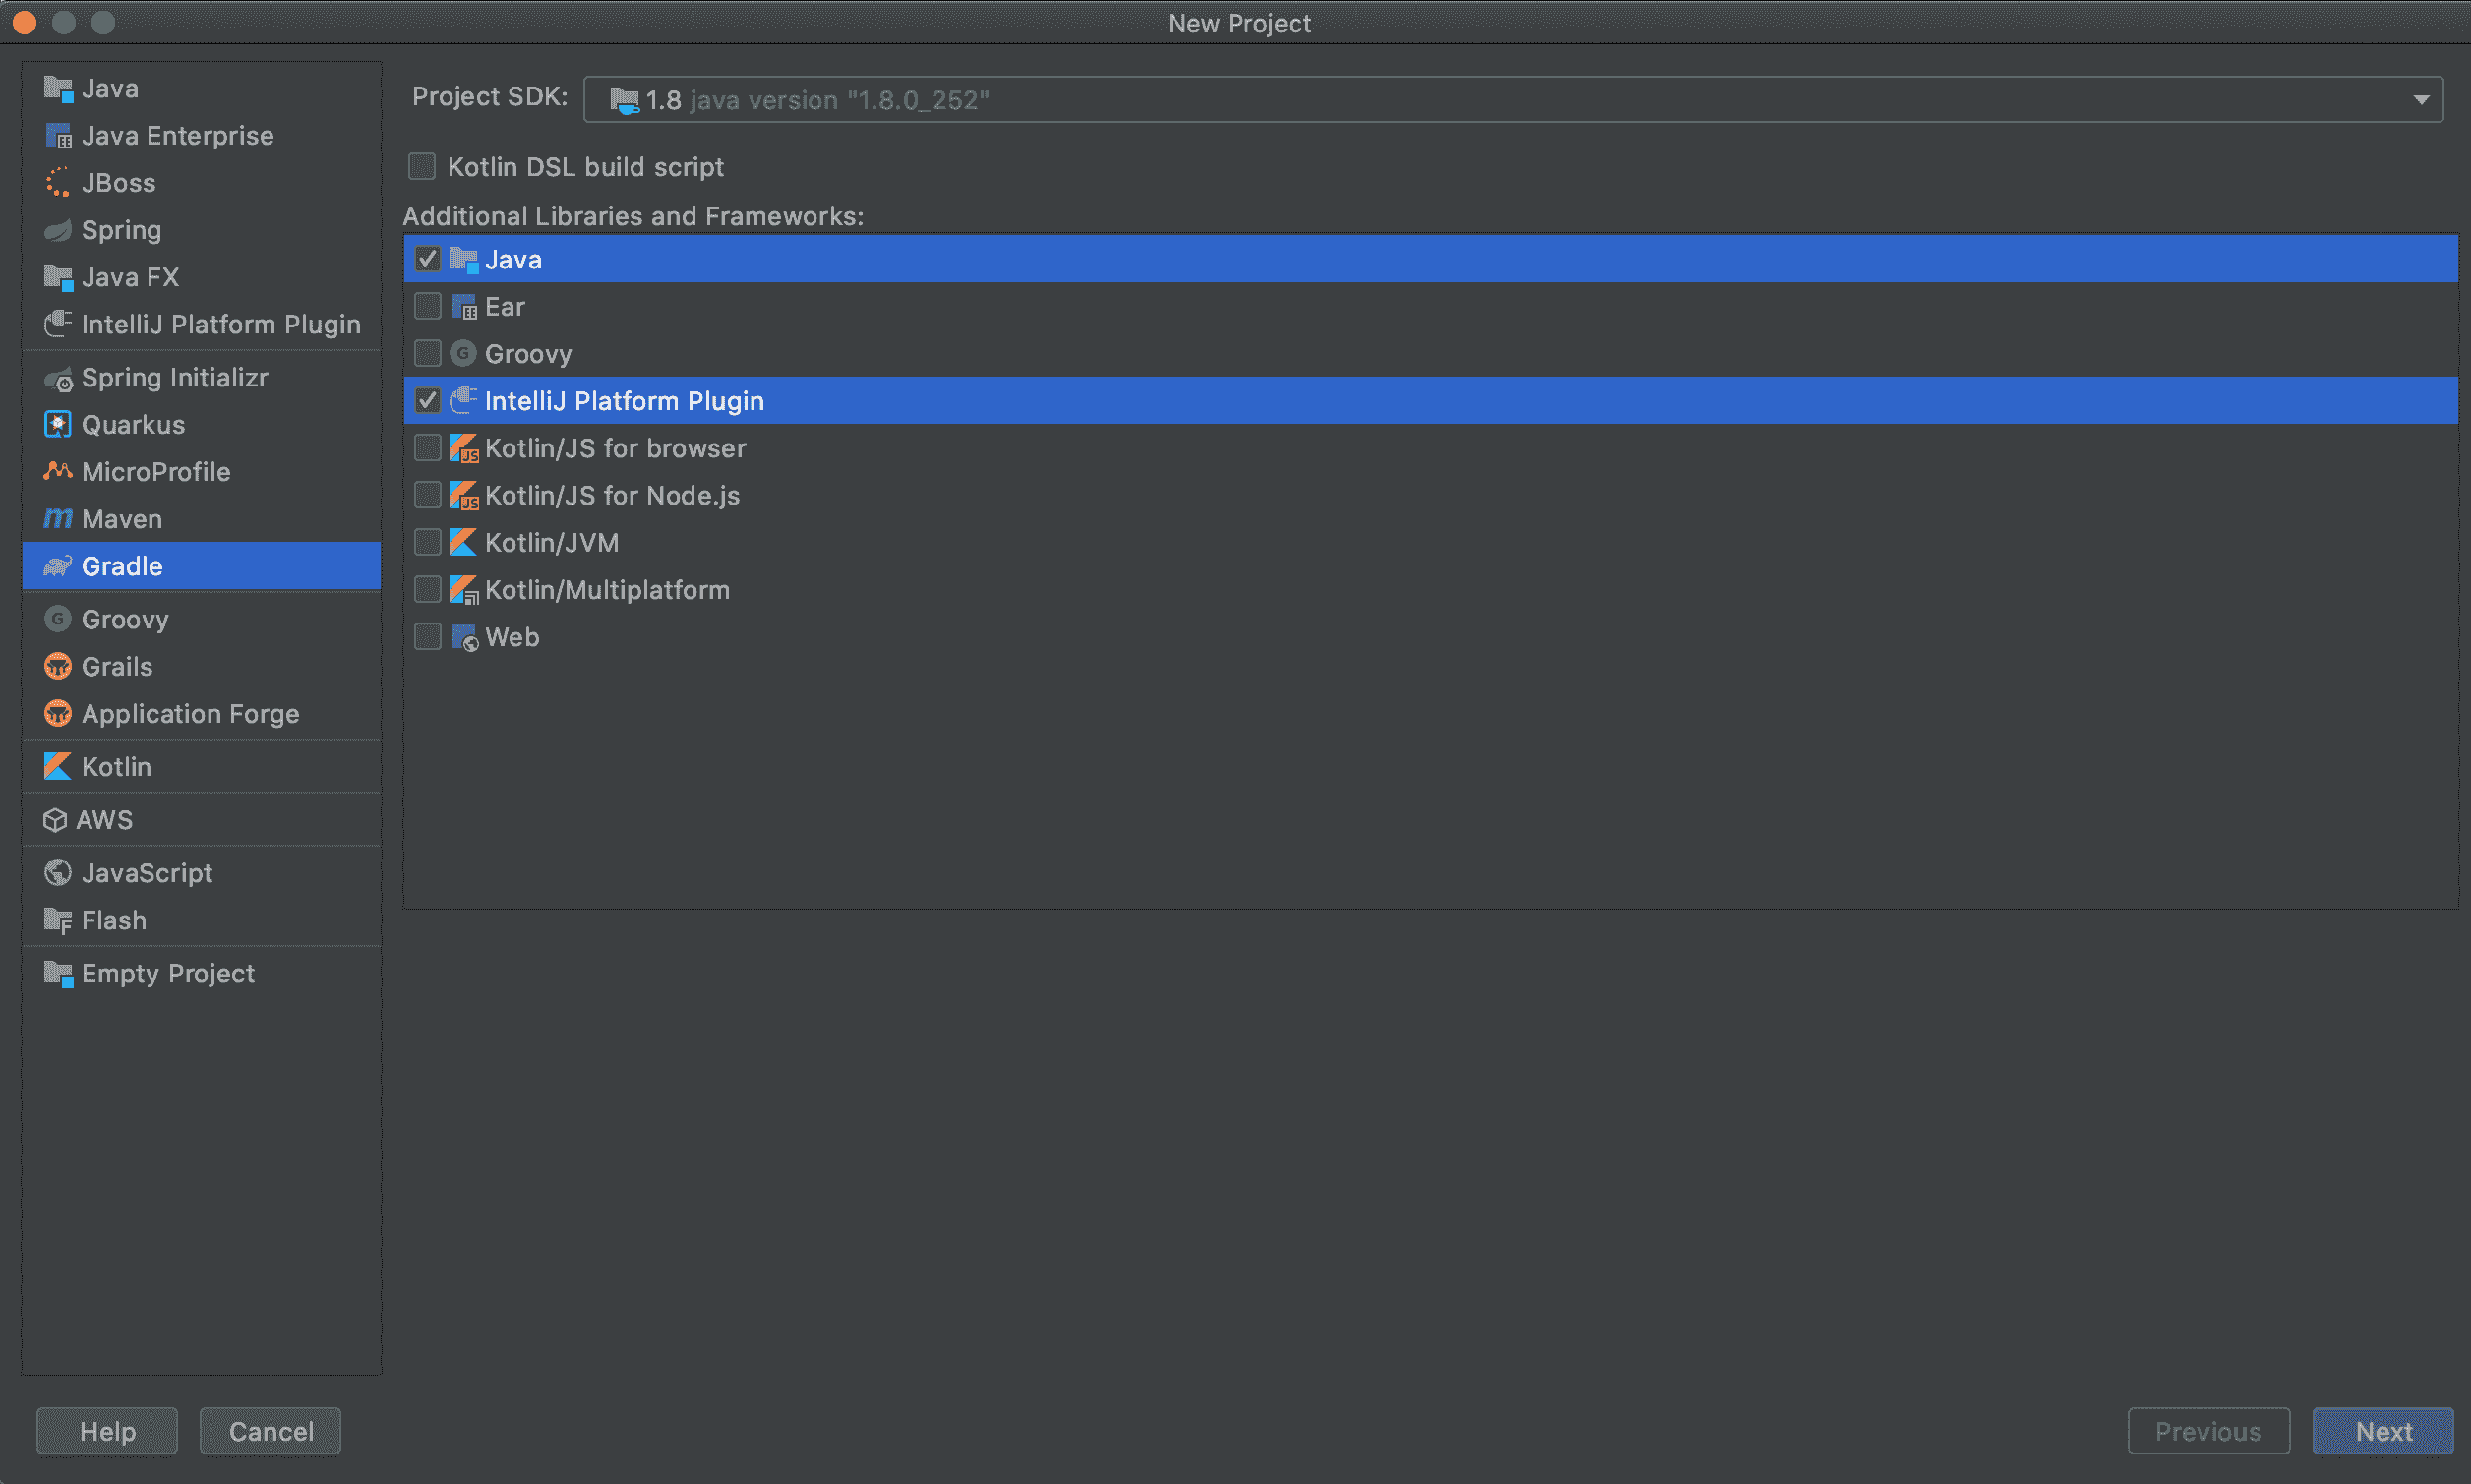 New Project
Java
Java Enterprise
JBoss
Spring
Java FX
IntelliJ Platform Plugin
Spring Initializr
Quarkus
MicroProfile
Maven
Gradle
Groovy
Grails
Application Forge
Kotlin
AWS
JavaScript
Flash
Empty Project
Project SDK: 1.8 java version "1.8.0_252"
Kotlin DSL build script
Additional Libraries and Frameworks:
Java
Ear
Groovy
IntelliJ Platform Plugin
Kotlin/JS for browser
Kotlin/JS for Node.js
Kotlin/JVM
Kotlin/Multiplatform
Web
Help Cancel Previous Next